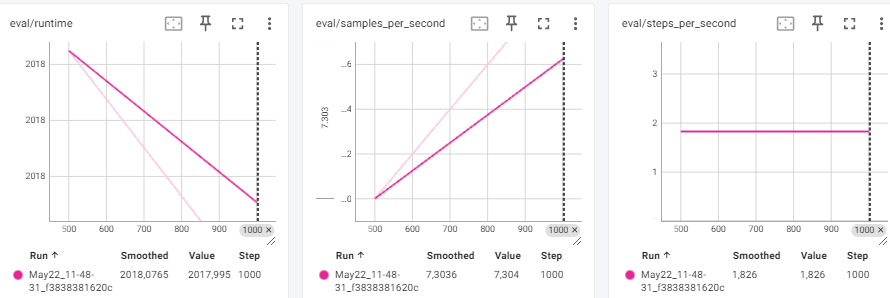 eval/runtime
2018
2018
2018
500 600 700 800 900 1000
Run ↑ Smoothed Value Step
May22_11-48- 2018,0765 2017,995 1000
31_f3838381620c
eval/samples_per_second
7.303
…6
…4
…2
…0
500 600 700 800 900 1000
Run ↑ Smoothed Value Step
May22_11-48- 7,3036 7,304 1000
31_f3838381620c
eval/steps_per_second
3
2
1
500 600 700 800 900 1000
Run ↑ Smoothed Value Step
May22_11-48- 1,826 1,826 1000
31_f3838381620c